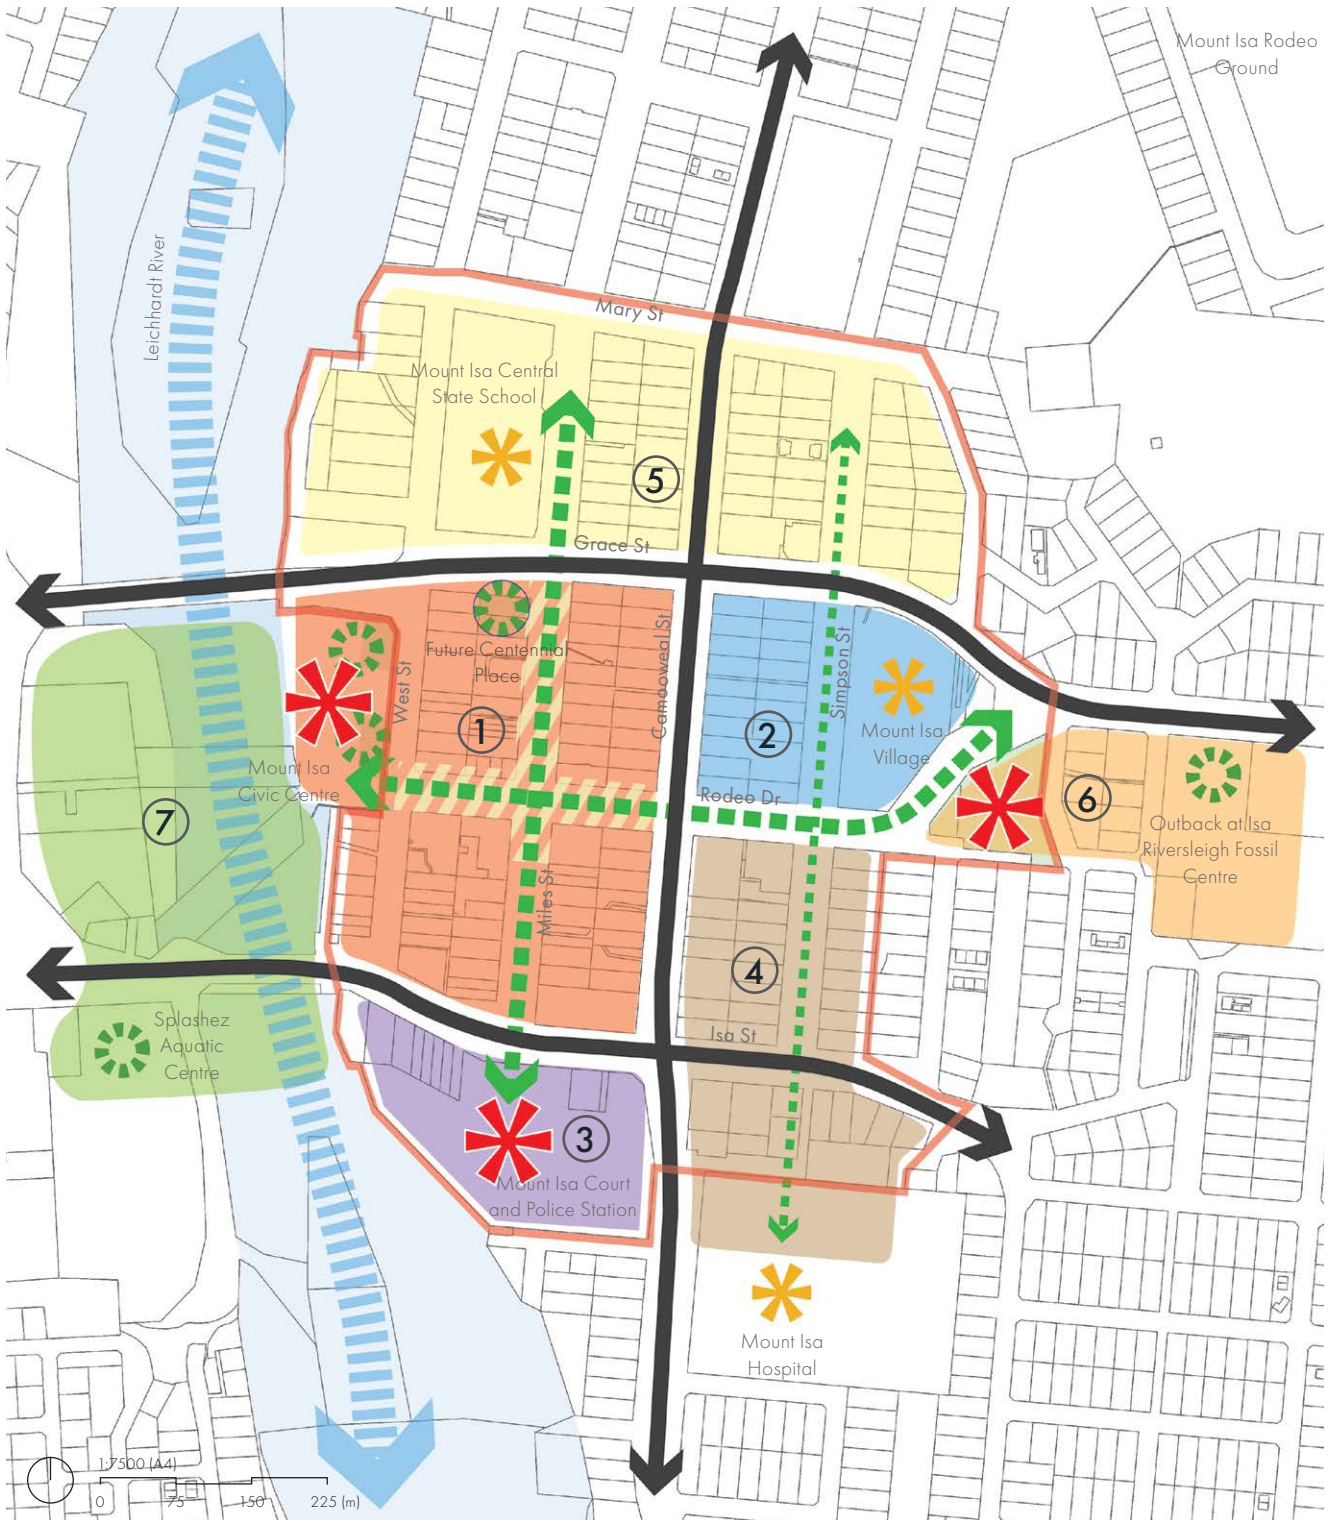 Mount Isa Rodeo
Ground
Leichhardt River
Mary St
Mount Isa Central
State School
5
Grace St
Future Centennial
Place
West St
Camooweal St
Simpson St
1
2
Mount Isa
Village
Mount Isa
Civic Centre
Rodeo Dr
6
7
Outback at Isa
Riversleigh Fossil
Centre
Miles St
4
Splashez
Aquatic
Centre
Isa St
3
Mount Isa Court
and Police Station
Mount Isa
Hospital
1:7500 (A4)
0 75 150 225 (m)